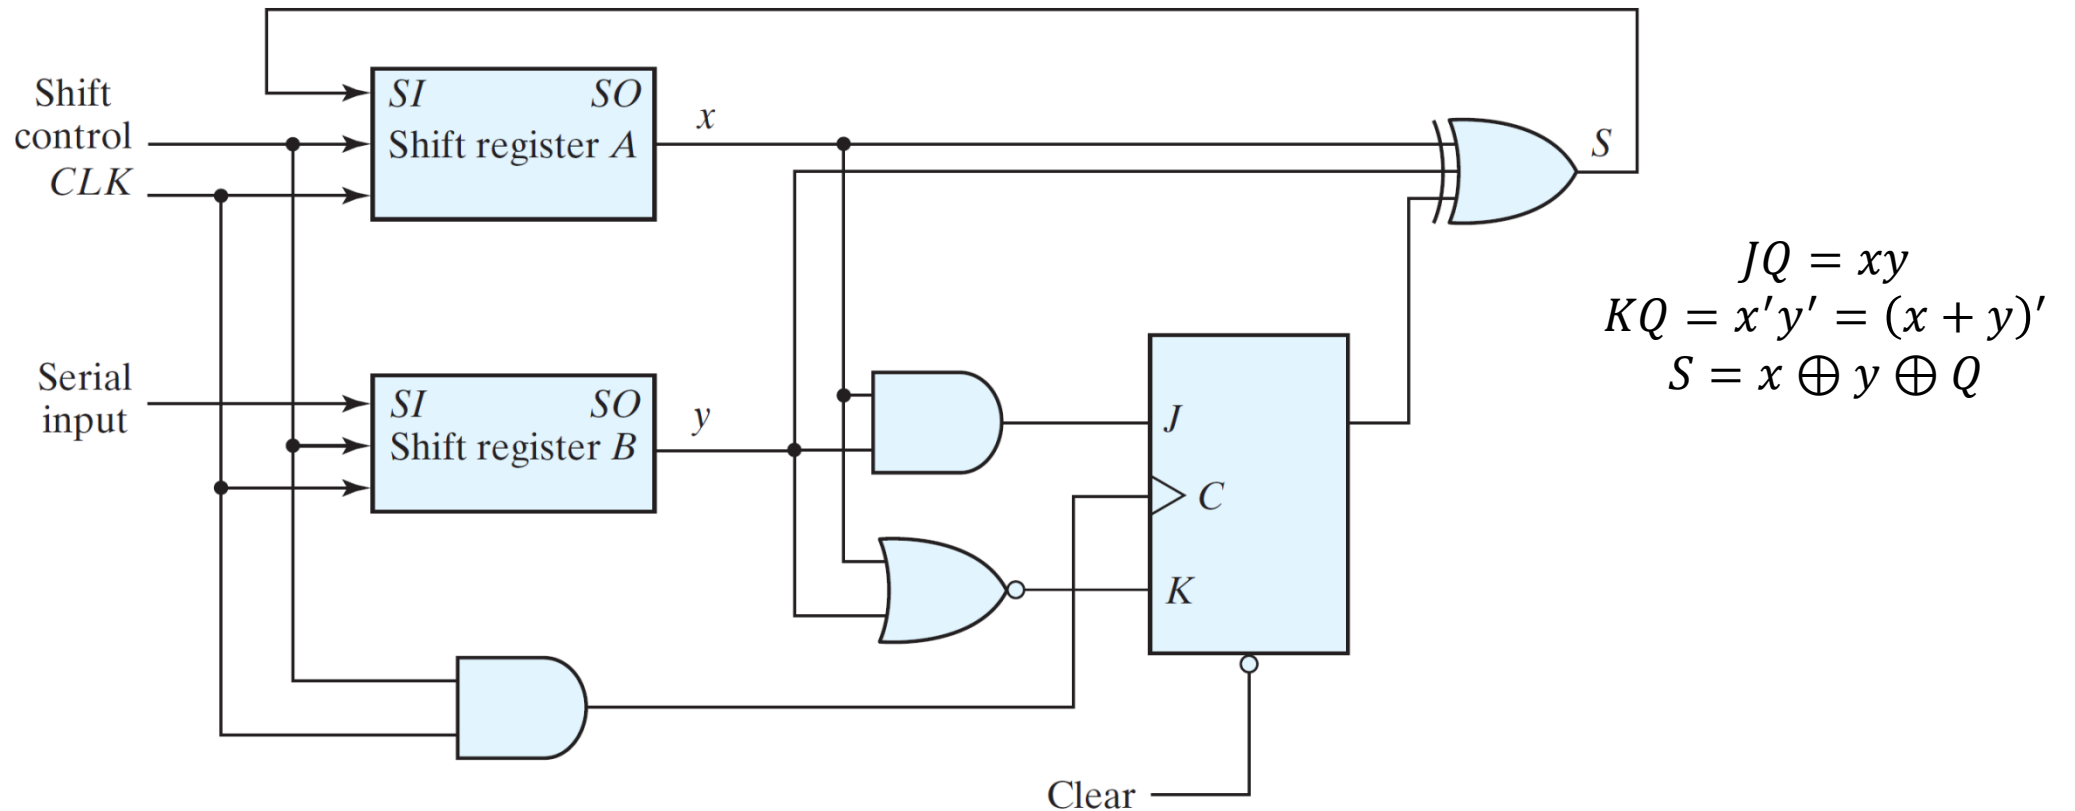 Shift
control
CLK
SI SO
Shift register A
x
S
Serial
input
SI SO
Shift register B
y
J
C
K
Clear
JQ = xy
KQ = x′y′ = (x + y)′
S = x ⊕ y ⊕ Q